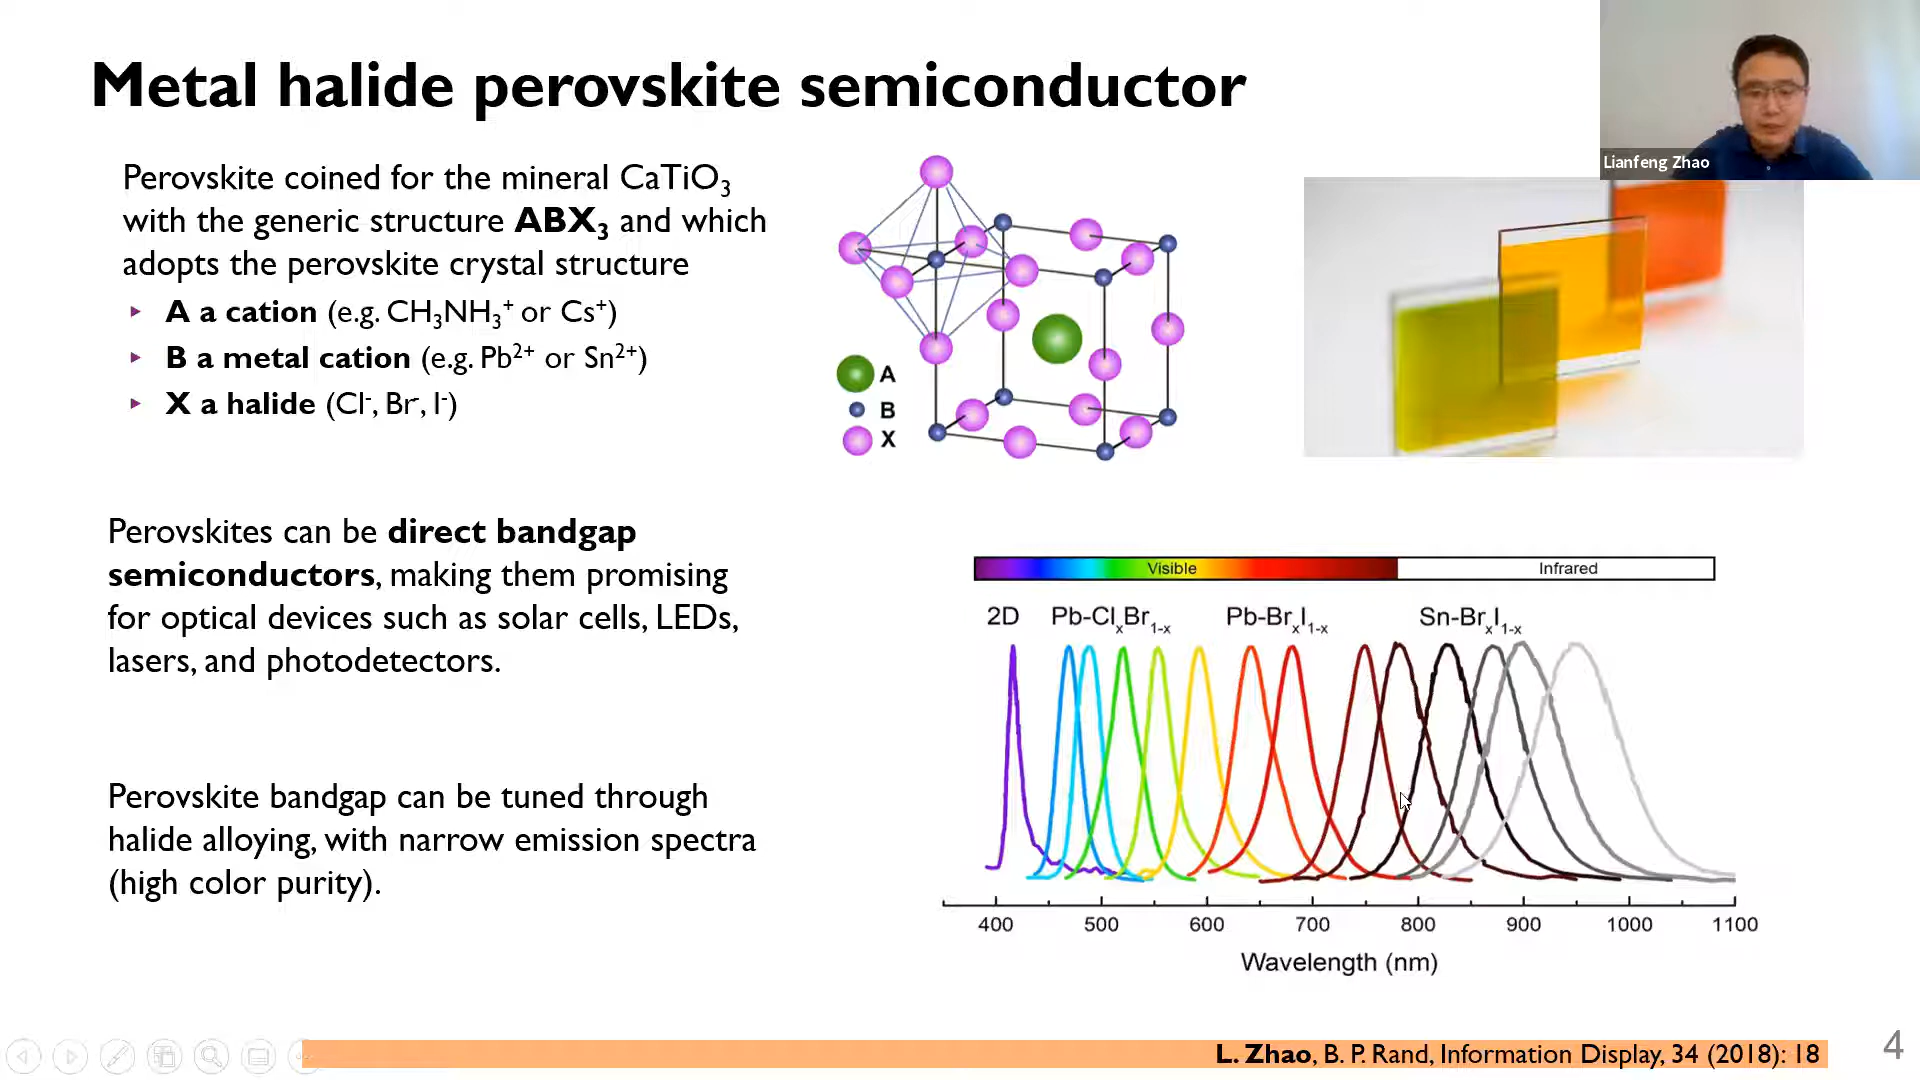 Metal halide perovskite semiconductor
Lianfeng Zhao
Perovskite coined for the mineral CaTiO₃
with the generic structure ABX₃ and which
adopts the perovskite crystal structure
▸ A a cation (e.g. CH₃NH₃⁺ or Cs⁺)
▸ B a metal cation (e.g. Pb²⁺ or Sn²⁺)
▸ X a halide (Cl⁻, Br⁻, I⁻)
A
B
X
Perovskites can be direct bandgap
semiconductors, making them promising
for optical devices such as solar cells, LEDs,
lasers, and photodetectors.
Perovskite bandgap can be tuned through
halide alloying, with narrow emission spectra
(high color purity).
Visible Infrared
2D Pb-ClₓBr₁₋ₓ Pb-BrₓI₁₋ₓ Sn-BrₓI₁₋ₓ
400 500 600 700 800 900 1000 1100
Wavelength (nm)
L. Zhao, B. P. Rand, Information Display, 34 (2018): 18
4